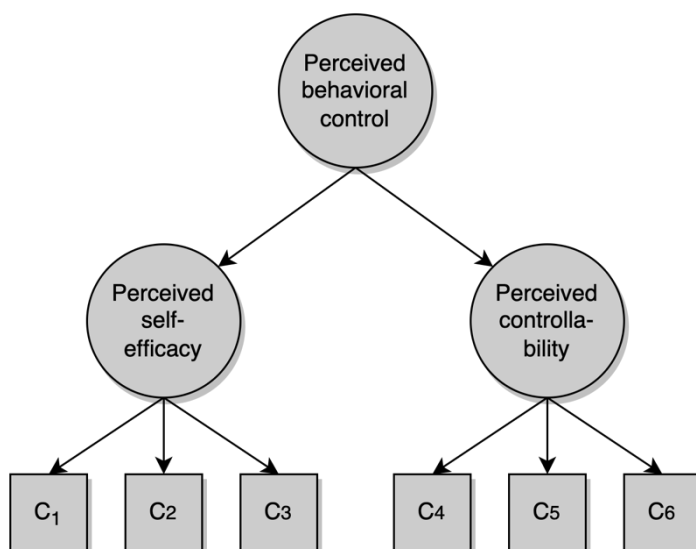 Perceived
behavioral
control
Perceived
self-
efficacy
Perceived
controlla-
bility
C1
C2
C3
C4
C5
C6